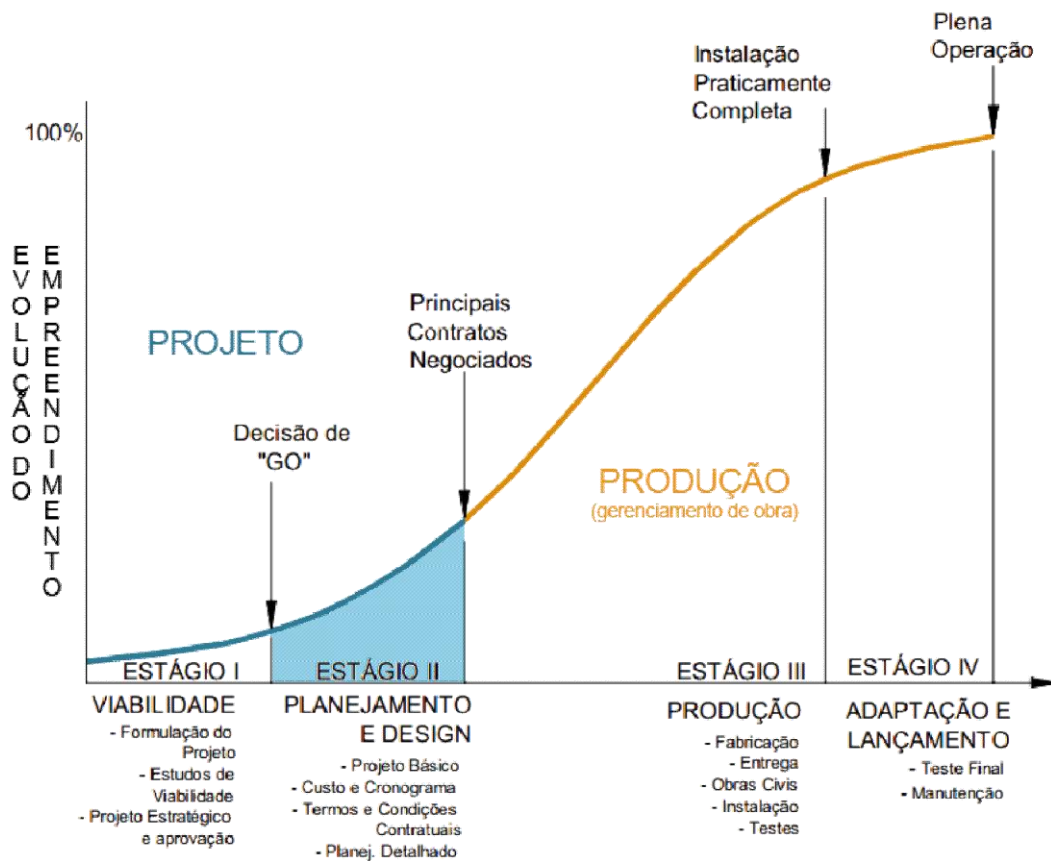 Plena
Operação
Instalação
Praticamente
Completa
100%
EVOLUÇÃO DO
EMPREENDIMENTO
Principais
Contratos
Negociados
PROJETO
Decisão de
"GO"
PRODUÇÃO
(gerenciamento de obra)
ESTÁGIO I
ESTÁGIO II
ESTÁGIO III
ESTÁGIO IV
VIABILIDADE
- Formulação do
Projeto
- Estudos de
Viabilidade
- Projeto Estratégico
e aprovação
PLANEJAMENTO
E DESIGN
- Projeto Básico
- Custo e Cronograma
- Termos e Condições
Contratuais
- Planej. Detalhado
PRODUÇÃO
- Fabricação
- Entrega
- Obras Civis
- Instalação
- Testes
ADAPTAÇÃO E
LANÇAMENTO
- Teste Final
- Manutenção